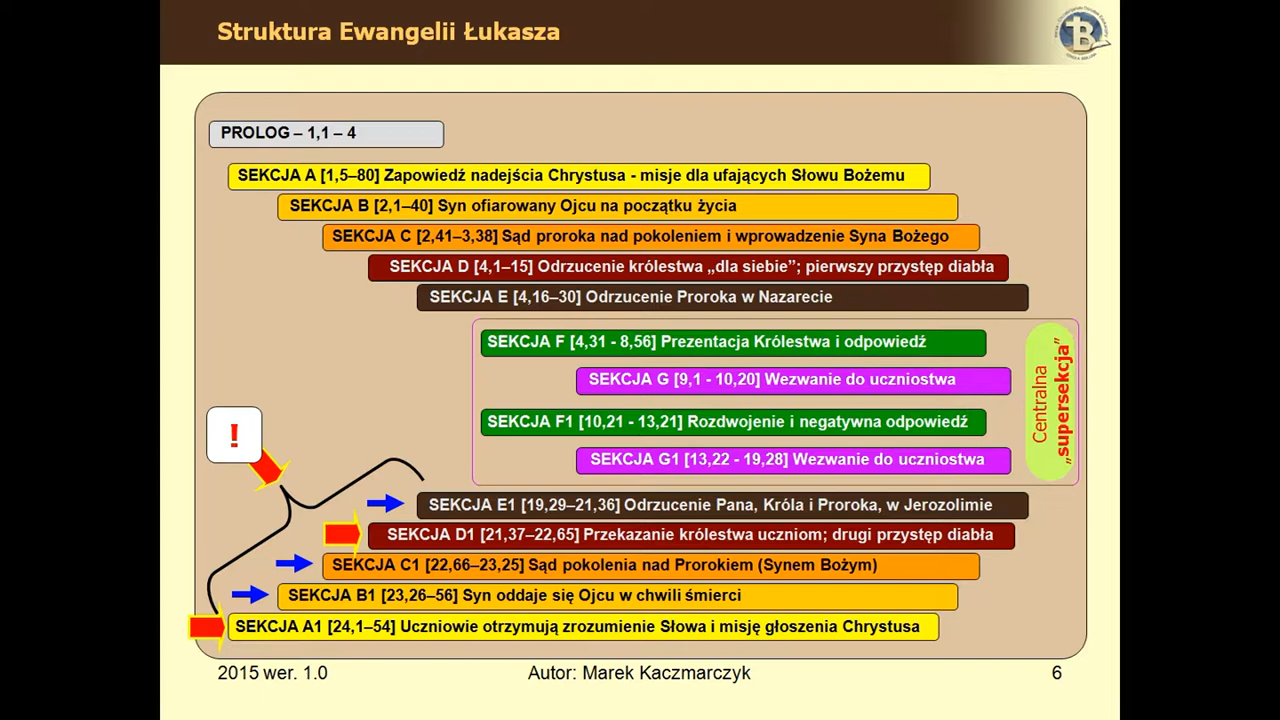 Struktura Ewangelii Łukasza
PROLOG – 1,1 – 4
SEKCJA A [1,5–80] Zapowiedź nadejścia Chrystusa - misje dla ufających Słowu Bożemu
SEKCJA B [2,1–40] Syn ofiarowany Ojcu na początku życia
SEKCJA C [2,41–3,38] Sąd proroka nad pokoleniem i wprowadzenie Syna Bożego
SEKCJA D [4,1–15] Odrzucenie królestwa „dla siebie”; pierwszy przystęp diabła
SEKCJA E [4,16–30] Odrzucenie Proroka w Nazarecie
SEKCJA F [4,31 - 8,56] Prezentacja Królestwa i odpowiedź
SEKCJA G [9,1 - 10,20] Wezwanie do uczniostwa
SEKCJA F1 [10,21 - 13,21] Rozdwojenie i negatywna odpowiedź
SEKCJA G1 [13,22 - 19,28] Wezwanie do uczniostwa
Centralna
„supersekcja”
!
SEKCJA E1 [19,29–21,36] Odrzucenie Pana, Króla i Proroka, w Jerozolimie
SEKCJA D1 [21,37–22,65] Przekazanie królestwa uczniom; drugi przystęp diabła
SEKCJA C1 [22,66–23,25] Sąd pokolenia nad Prorokiem (Synem Bożym)
SEKCJA B1 [23,26–56] Syn oddaje się Ojcu w chwili śmierci
SEKCJA A1 [24,1–54] Uczniowie otrzymują zrozumienie Słowa i misję głoszenia Chrystusa
2015 wer. 1.0
Autor: Marek Kaczmarczyk
6